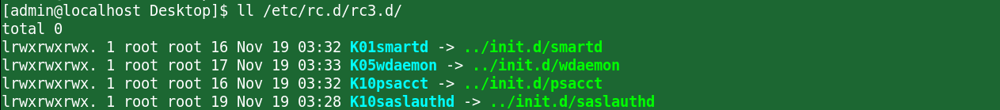 [admin@localhost Desktop]$ ll /etc/rc.d/rc3.d/
total 0
lrwxrwxrwx. 1 root root 16 Nov 19 03:32 K01smartd -> ../init.d/smartd
lrwxrwxrwx. 1 root root 17 Nov 19 03:33 K05wdaemon -> ../init.d/wdaemon
lrwxrwxrwx. 1 root root 16 Nov 19 03:32 K10psacct -> ../init.d/psacct
lrwxrwxrwx. 1 root root 19 Nov 19 03:28 K10saslauthd -> ../init.d/saslauthd